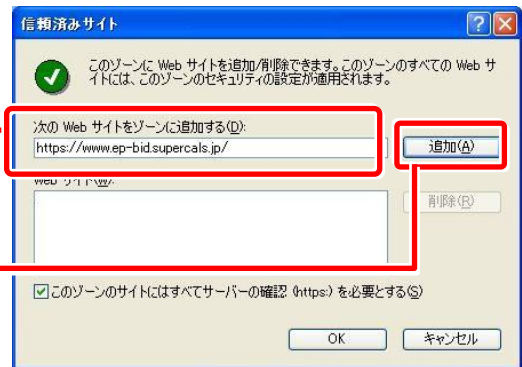 信頼済みサイト
このゾーンに Web サイトを追加/削除できます。このゾーンのすべての Web サ
イトには、このゾーンのセキュリティの設定が適用されます。
次の Web サイトをゾーンに追加する(D):
https://www.ep-bid.supercals.jp/
追加(A)
Web サイト(W):
削除(R)
このゾーンのサイトにはすべてサーバーの確認 (https:) を必要とする(S)
OK
キャンセル